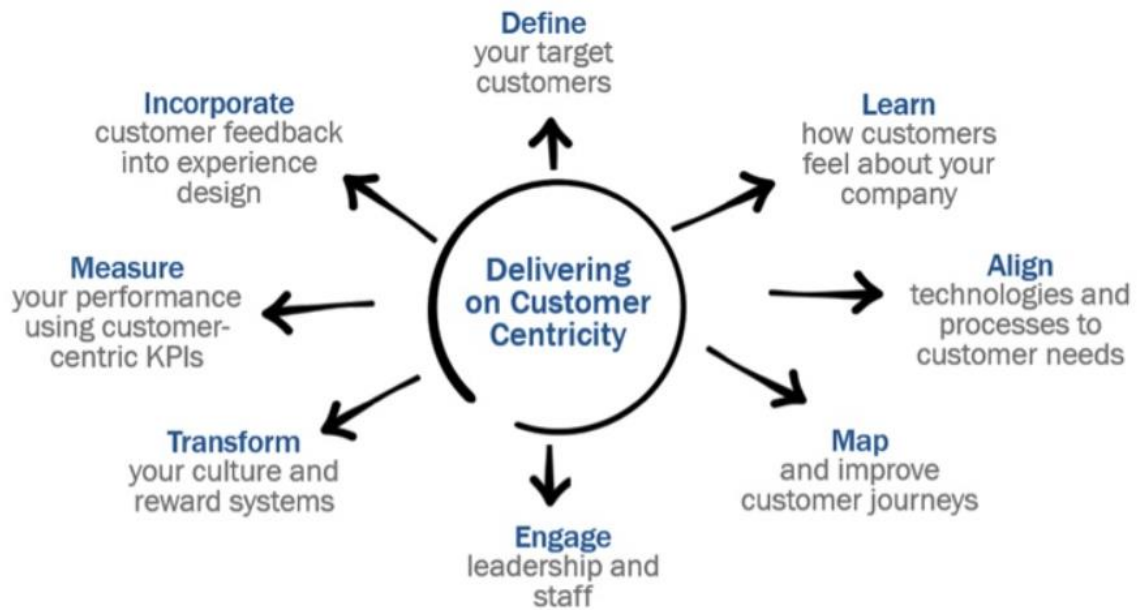 Define
your target
customers
Learn
how customers
feel about your
company
Align
technologies and
processes to
customer needs
Map
and improve
customer journeys
Engage
leadership and
staff
Transform
your culture and
reward systems
Measure
your performance
using customer-
centric KPIs
Incorporate
customer feedback
into experience
design
Delivering
on Customer
Centricity